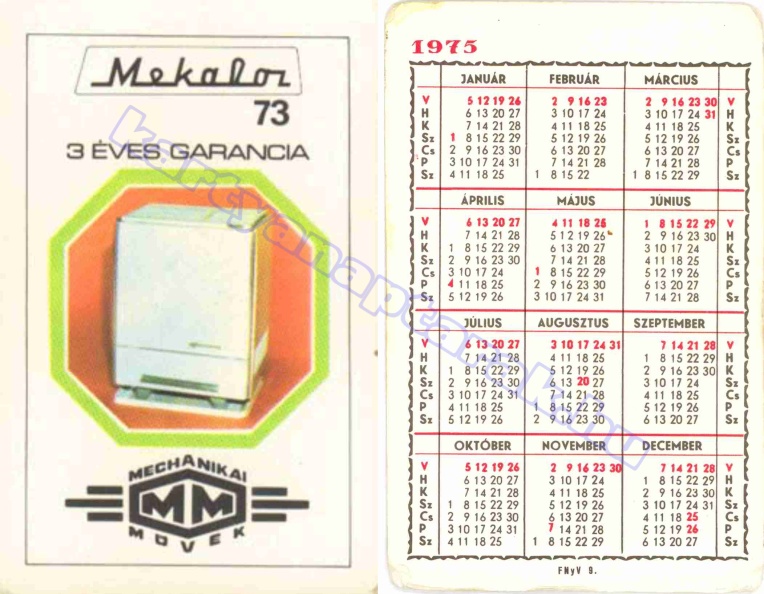 Mekalor
73
3 ÉVES GARANCIA
MECHANIKAI
MM
MŰVEK
kartyanaptarak.hu
1975
JANUÁR FEBRUÁR MÁRCIUS
V 5 12 19 26 2 9 16 23 2 9 16 23 30 V
H 6 13 20 27 3 10 17 24 3 10 17 24 31 H
K 7 14 21 28 4 11 18 25 4 11 18 25 K
Sz 1 8 15 22 29 5 12 19 26 5 12 19 26 Sz
Cs 2 9 16 23 30 6 13 20 27 6 13 20 27 Cs
P 3 10 17 24 31 7 14 21 28 7 14 21 28 P
Sz 4 11 18 25 1 8 15 22 1 8 15 22 29 Sz
ÁPRILIS MÁJUS JÚNIUS
V 6 13 20 27 4 11 18 25 1 8 15 22 29 V
H 7 14 21 28 5 12 19 26 2 9 16 23 30 H
K 1 8 15 22 29 6 13 20 27 3 10 17 24 K
Sz 2 9 16 23 30 7 14 21 28 4 11 18 25 Sz
Cs 3 10 17 24 1 8 15 22 29 5 12 19 26 Cs
P 4 11 18 25 2 9 16 23 30 6 13 20 27 P
Sz 5 12 19 26 3 10 17 24 31 7 14 21 28 Sz
JÚLIUS AUGUSZTUS SZEPTEMBER
V 6 13 20 27 3 10 17 24 31 7 14 21 28 V
H 7 14 21 28 4 11 18 25 1 8 15 22 29 H
K 1 8 15 22 29 5 12 19 26 2 9 16 23 30 K
Sz 2 9 16 23 30 6 13 20 27 3 10 17 24 Sz
Cs 3 10 17 24 31 7 14 21 28 4 11 18 25 Cs
P 4 11 18 25 1 8 15 22 29 5 12 19 26 P
Sz 5 12 19 26 2 9 16 23 30 6 13 20 27 Sz
OKTÓBER NOVEMBER DECEMBER
V 5 12 19 26 2 9 16 23 30 7 14 21 28 V
H 6 13 20 27 3 10 17 24 1 8 15 22 29 H
K 7 14 21 28 4 11 18 25 2 9 16 23 30 K
Sz 1 8 15 22 29 5 12 19 26 3 10 17 24 31 Sz
Cs 2 9 16 23 30 6 13 20 27 4 11 18 25 Cs
P 3 10 17 24 31 7 14 21 28 5 12 19 26 P
Sz 4 11 18 25 1 8 15 22 29 6 13 20 27 Sz
FNyV 9.